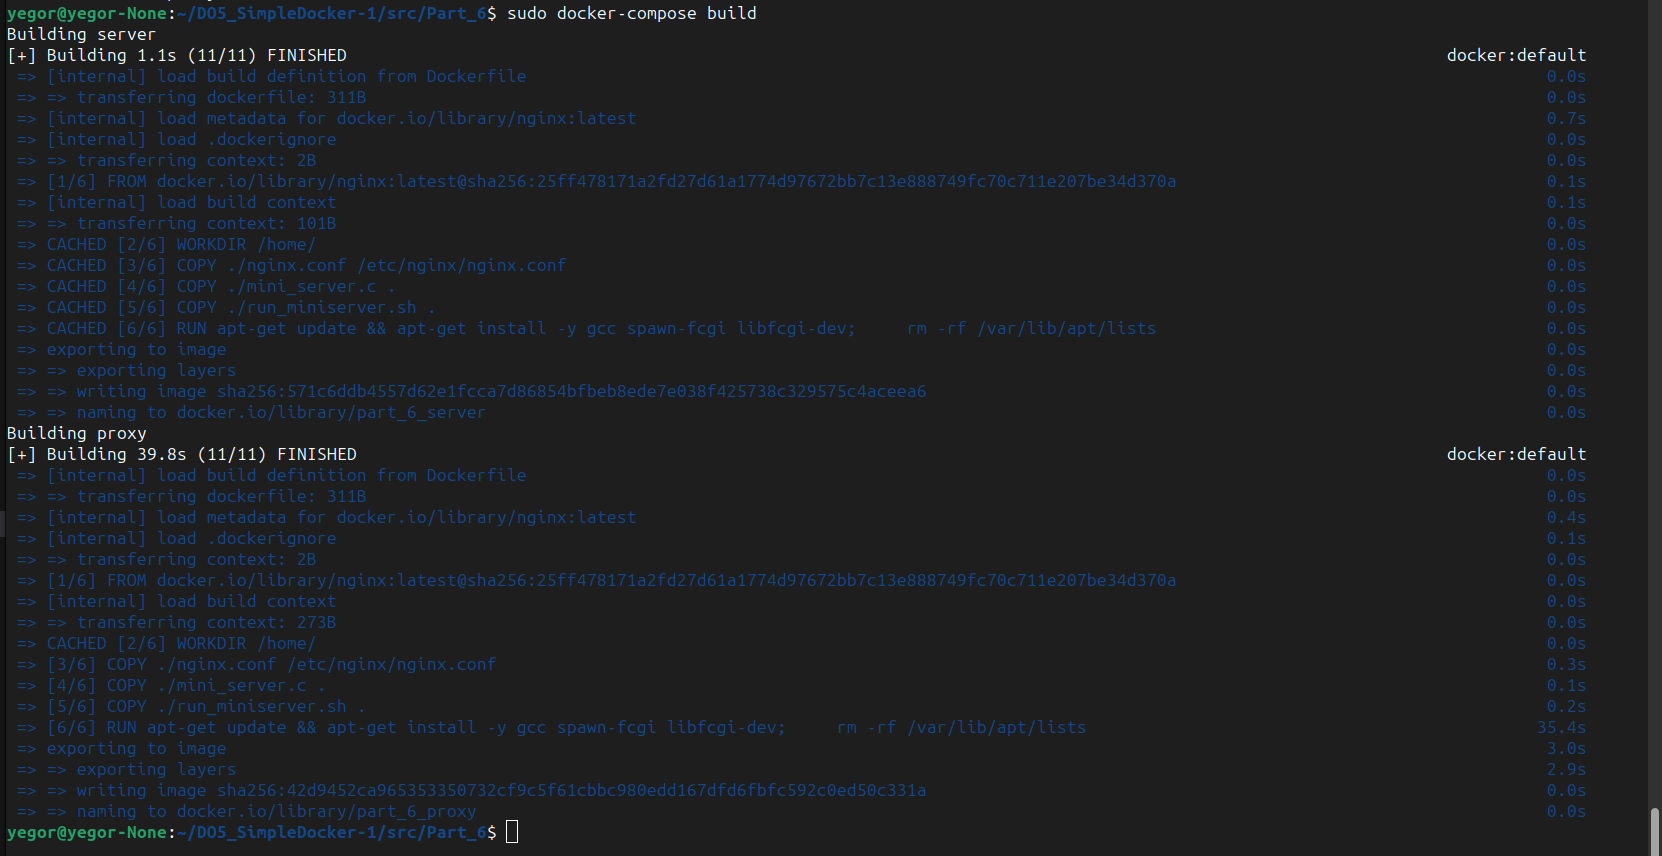 yegor@yegor-None:~/DO5_SimpleDocker-1/src/Part_6$ sudo docker-compose build
Building server
[+] Building 1.1s (11/11) FINISHED docker:default
=> [internal] load build definition from Dockerfile 0.0s
=> => transferring dockerfile: 311B 0.0s
=> [internal] load metadata for docker.io/library/nginx:latest 0.7s
=> [internal] load .dockerignore 0.0s
=> => transferring context: 2B 0.0s
=> [1/6] FROM docker.io/library/nginx:latest@sha256:25ff478171a2fd27d61a1774d97672bb7c13e888749fc70c711e207be34d370a 0.1s
=> [internal] load build context 0.1s
=> => transferring context: 101B 0.0s
=> CACHED [2/6] WORKDIR /home/ 0.0s
=> CACHED [3/6] COPY ./nginx.conf /etc/nginx/nginx.conf 0.0s
=> CACHED [4/6] COPY ./mini_server.c . 0.0s
=> CACHED [5/6] COPY ./run_miniserver.sh . 0.0s
=> CACHED [6/6] RUN apt-get update && apt-get install -y gcc spawn-fcgi libfcgi-dev;     rm -rf /var/lib/apt/lists 0.0s
=> exporting to image 0.0s
=> => exporting layers 0.0s
=> => writing image sha256:571c6ddb4557d62e1fcca7d86854bfbeb8ede7e038f425738c329575c4aceea6 0.0s
=> => naming to docker.io/library/part_6_server 0.0s
Building proxy
[+] Building 39.8s (11/11) FINISHED docker:default
=> [internal] load build definition from Dockerfile 0.0s
=> => transferring dockerfile: 311B 0.0s
=> [internal] load metadata for docker.io/library/nginx:latest 0.4s
=> [internal] load .dockerignore 0.1s
=> => transferring context: 2B 0.0s
=> [1/6] FROM docker.io/library/nginx:latest@sha256:25ff478171a2fd27d61a1774d97672bb7c13e888749fc70c711e207be34d370a 0.0s
=> [internal] load build context 0.0s
=> => transferring context: 273B 0.0s
=> CACHED [2/6] WORKDIR /home/ 0.0s
=> [3/6] COPY ./nginx.conf /etc/nginx/nginx.conf 0.3s
=> [4/6] COPY ./mini_server.c . 0.1s
=> [5/6] COPY ./run_miniserver.sh . 0.2s
=> [6/6] RUN apt-get update && apt-get install -y gcc spawn-fcgi libfcgi-dev;     rm -rf /var/lib/apt/lists 35.4s
=> exporting to image 3.0s
=> => exporting layers 2.9s
=> => writing image sha256:42d9452ca965353350732cf9c5f61cbbc980edd167dfd6fbfc592c0ed50c331a 0.0s
=> => naming to docker.io/library/part_6_proxy 0.0s
yegor@yegor-None:~/DO5_SimpleDocker-1/src/Part_6$